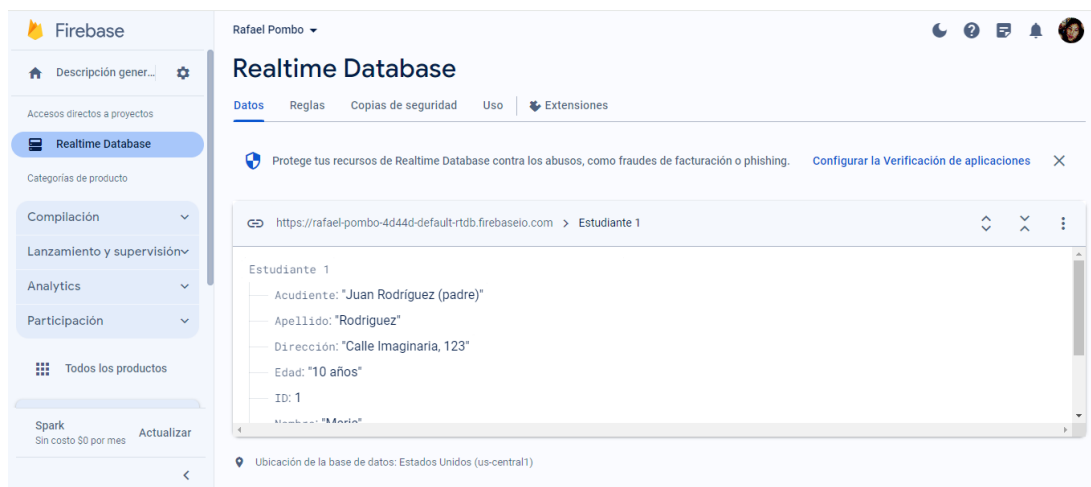 Firebase
Rafael Pombo
Descripción gener...
Realtime Database
Datos Reglas Copias de seguridad Uso Extensiones
Accesos directos a proyectos
Realtime Database
Categorías de producto
Protege tus recursos de Realtime Database contra los abusos, como fraudes de facturación o phishing. Configurar la Verificación de aplicaciones
Compilación
Lanzamiento y supervisión
Analytics
Participación
Todos los productos
Spark
Sin costo $0 por mes
Actualizar
https://rafael-pombo-4d44d-default-rtdb.firebaseio.com > Estudiante 1
Estudiante 1
Acudiente: "Juan Rodríguez (padre)"
Apellido: "Rodriguez"
Dirección: "Calle Imaginaria, 123"
Edad: "10 años"
ID: 1
Ubicación de la base de datos: Estados Unidos (us-central1)